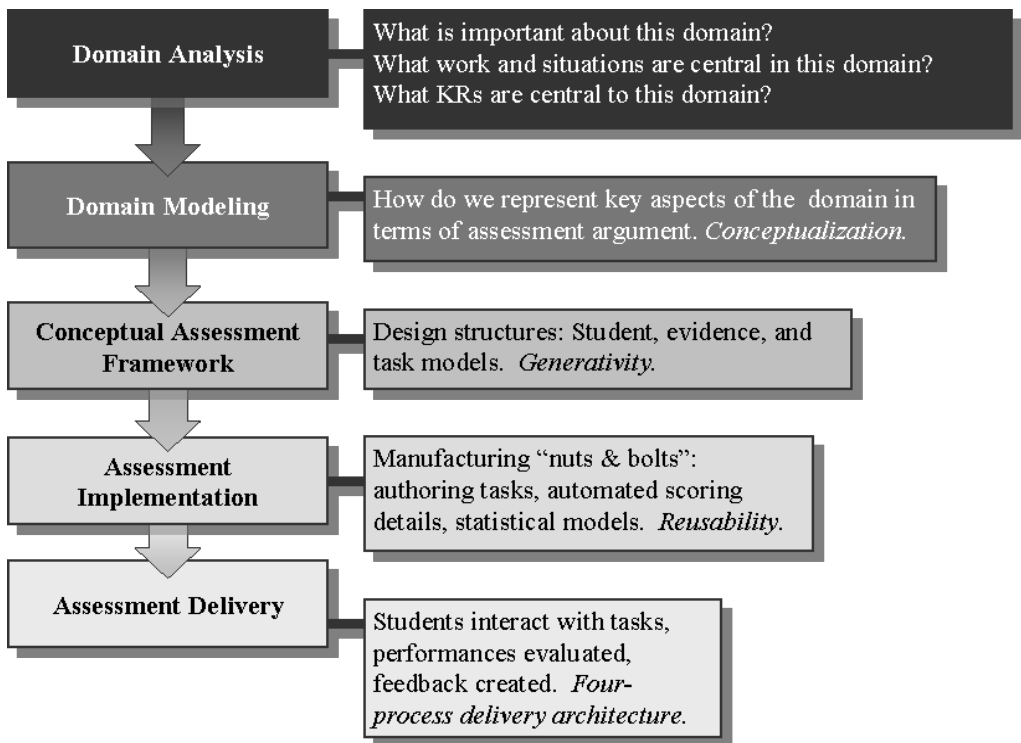 Domain Analysis
What is important about this domain?
What work and situations are central in this domain?
What KRs are central to this domain?
Domain Modeling
How do we represent key aspects of the domain in
terms of assessment argument. Conceptualization.
Conceptual Assessment
Framework
Design structures: Student, evidence, and
task models. Generativity.
Assessment
Implementation
Manufacturing “nuts & bolts”:
authoring tasks, automated scoring
details, statistical models. Reusability.
Assessment Delivery
Students interact with tasks,
performances evaluated,
feedback created. Four-
process delivery architecture.